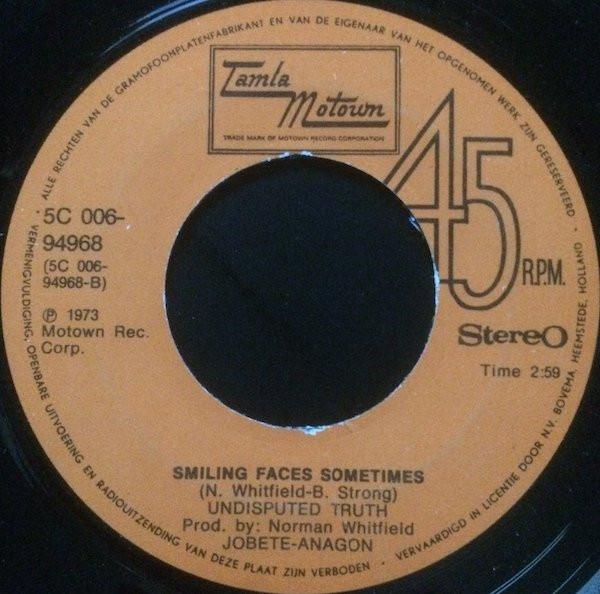 ALLE RECHTEN VAN DE GRAMOFOONPLATENFABRIKANT EN VAN DE EIGENAAR VAN HET OPGENOMEN WERK ZIJN GERESERVEERD
Tamla
Motown
TRADE MARK OF MOTOWN RECORD CORPORATION
45
R.P.M.
Stereo
Time 2:59
5C 006-
94968
(5C 006-
94968-B)
℗ 1973
Motown Rec.
Corp.
SMILING FACES SOMETIMES
(N. Whitfield-B. Strong)
UNDISPUTED TRUTH
Prod. by: Norman Whitfield
JOBETE-ANAGON
VERMENIGVULDIGING, OPENBARE UITVOERING EN RADIOUITZENDING VAN DEZE PLAAT ZIJN VERBODEN · VERVAARDIGD IN LICENTIE DOOR N.V. BOVEMA HEEMSTEDE, HOLLAND ·